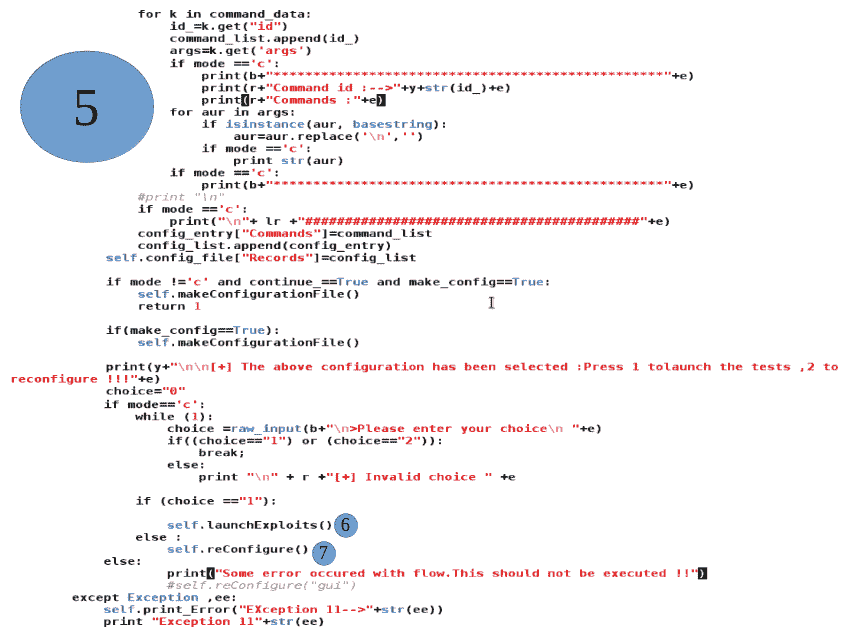 for k in command_data:
id_=k.get("id")
command_list.append(id_)
args=k.get('args')
if mode =='c':
print(b+"*************************************************"+e)
print(r+"Command id :-->"+y+str(id_)+e)
print(r+"Commands :"+e)
5
for aur in args:
if isinstance(aur, basestring):
aur=aur.replace('\n','')
if mode =='c':
print str(aur)
if mode =='c':
print(b+"*************************************************"+e)
#print "\n"
if mode =='c':
print("\n"+ lr +"##########################################"+e)
config_entry["Commands"]=command_list
config_list.append(config_entry)
self.config_file["Records"]=config_list
if mode !='c' and continue_==True and make_config==True:
self.makeConfigurationFile()
return 1
if(make_config==True):
self.makeConfigurationFile()
print(y+"\n\n[+] The above configuration has been selected :Press 1 tolaunch the tests ,2 to
reconfigure !!!"+e)
choice="0"
if mode=='c':
while (1):
choice =raw_input(b+"\n>Please enter your choice\n "+e)
if((choice=="1") or (choice=="2")):
break;
else:
print "\n" + r +"[+] Invalid choice " +e
if (choice =="1"):
self.launchExploits() 6
else :
self.reConfigure() 7
else:
print("Some error occured with flow.This should not be executed !!")
#self.reConfigure("gui")
except Exception ,ee:
self.print_Error("EXception 11-->"+str(ee))
print "Exception 11"+str(ee)